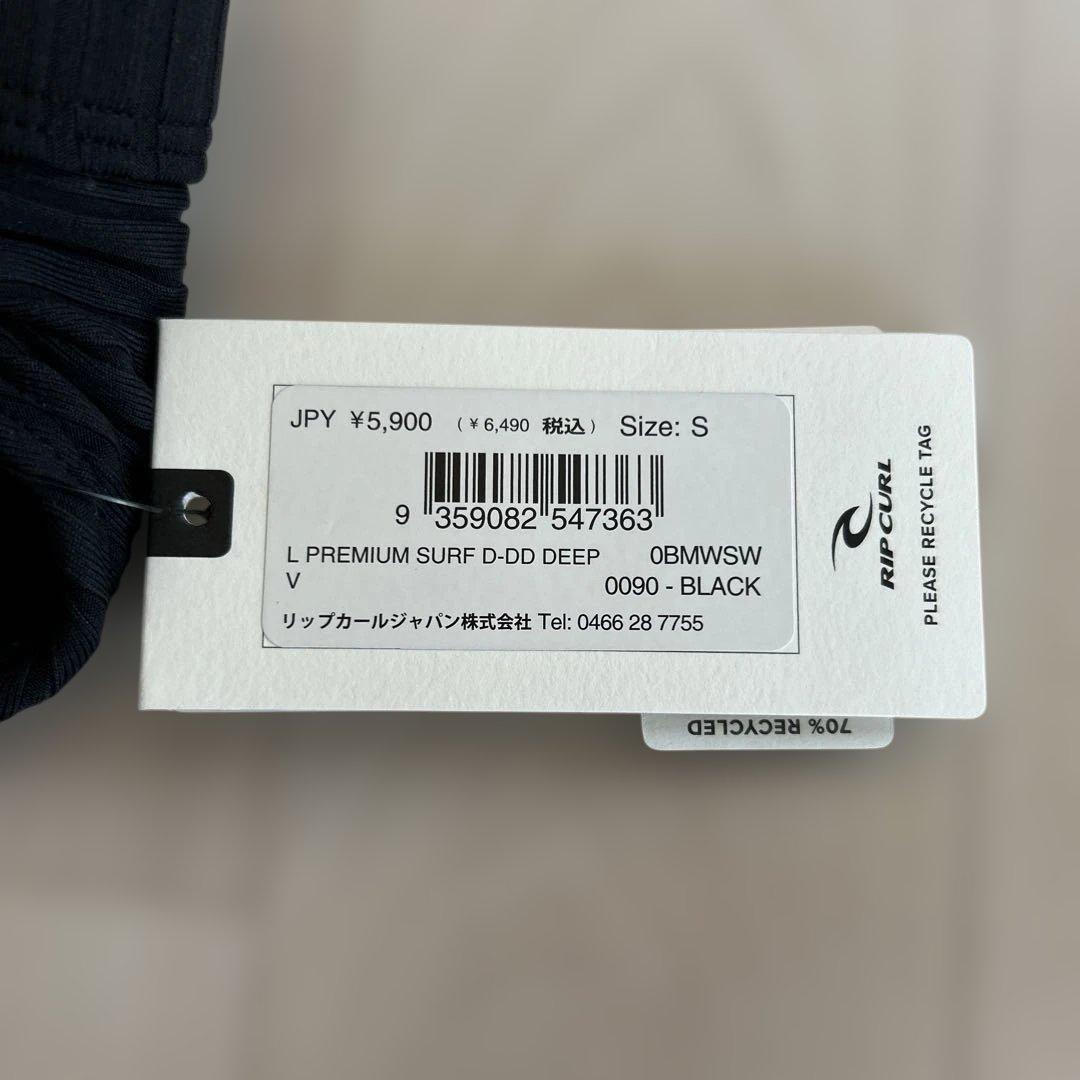 JPY ¥5,900 (¥6,490 税込) Size: S
9 359082 547363
L PREMIUM SURF D-DD DEEP V
0BMWSW
0090 - BLACK
リップカールジャパン株式会社 Tel: 0466 28 7755
RIP CURL
PLEASE RECYCLE TAG
70% RECYCLED